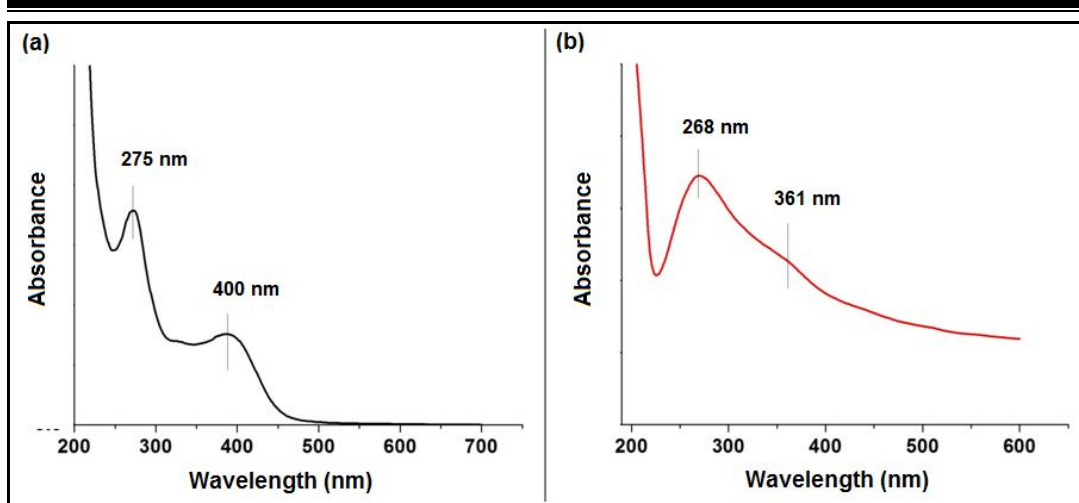 (a)
275 nm
400 nm
Absorbance
200 300 400 500 600 700
Wavelength (nm)
(b)
268 nm
361 nm
Absorbance
200 300 400 500 600
Wavelength (nm)